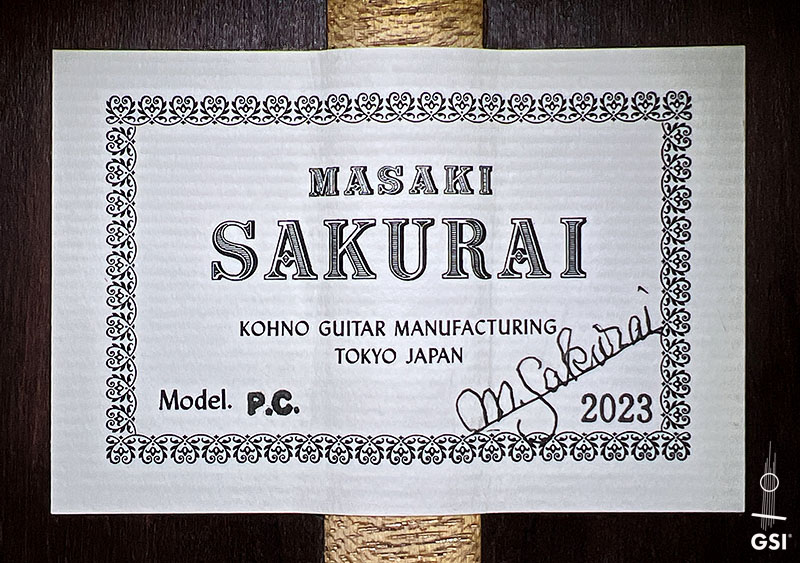 MASAKI
SAKURAI
KOHNO GUITAR MANUFACTURING
TOKYO JAPAN
M. Sakurai
Model. P.C.
2023
GSI